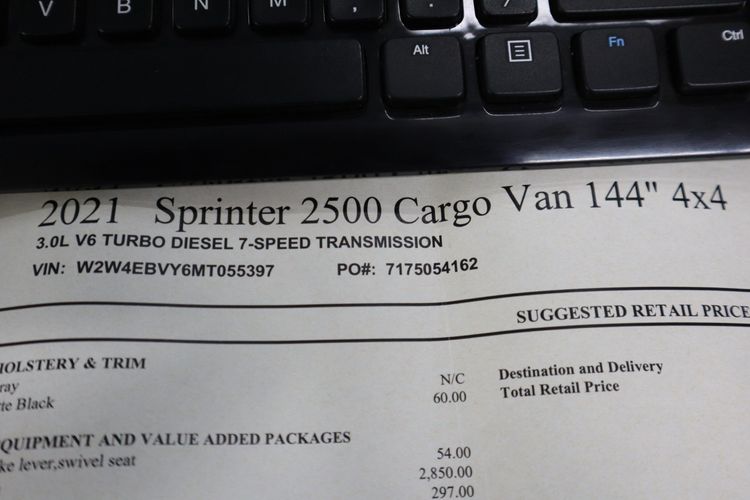 V B N M , . /
Alt Fn Ctrl
2021 Sprinter 2500 Cargo Van 144" 4x4
3.0L V6 TURBO DIESEL 7-SPEED TRANSMISSION
VIN: W2W4EBVY6MT055397 PO#: 7175054162
SUGGESTED RETAIL PRICE
HOLSTERY & TRIM
ray N/C Destination and Delivery
te Black 60.00 Total Retail Price
QUIPMENT AND VALUE ADDED PACKAGES
ke lever,swivel seat 54.00
2,850.00
297.00